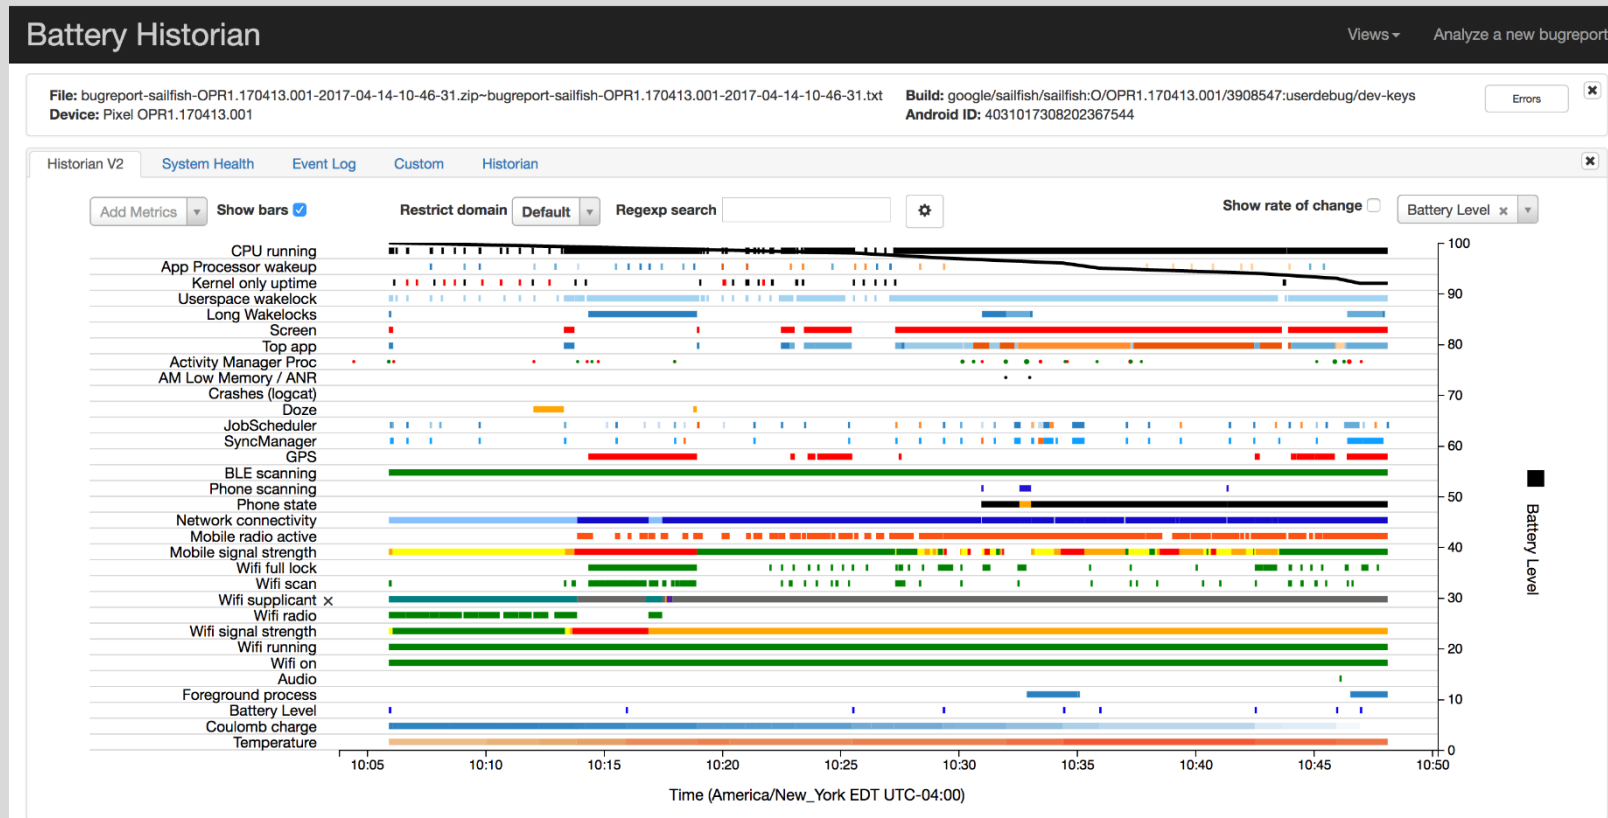 Battery Historian
Views
Analyze a new bugreport
File: bugreport-sailfish-OPR1.170413.001-2017-04-14-10-46-31.zip~bugreport-sailfish-OPR1.170413.001-2017-04-14-10-46-31.txt
Device: Pixel OPR1.170413.001
Build: google/sailfish/sailfish:O/OPR1.170413.001/3908547:userdebug/dev-keys
Android ID: 4031017308202367544
Errors
Historian V2
System Health
Event Log
Custom
Historian
Add Metrics
Show bars
Restrict domain
Default
Regexp search
Show rate of change
Battery Level ×
CPU running
App Processor wakeup
Kernel only uptime
Userspace wakelock
Long Wakelocks
Screen
Top app
Activity Manager Proc
AM Low Memory / ANR
Crashes (logcat)
Doze
JobScheduler
SyncManager
GPS
BLE scanning
Phone scanning
Phone state
Network connectivity
Mobile radio active
Mobile signal strength
Wifi full lock
Wifi scan
Wifi supplicant ×
Wifi radio
Wifi signal strength
Wifi running
Wifi on
Audio
Foreground process
Battery Level
Coulomb charge
Temperature
100
90
80
70
60
50
40
30
20
10
0
Battery Level
10:05
10:10
10:15
10:20
10:25
10:30
10:35
10:40
10:45
10:50
Time (America/New_York EDT UTC-04:00)